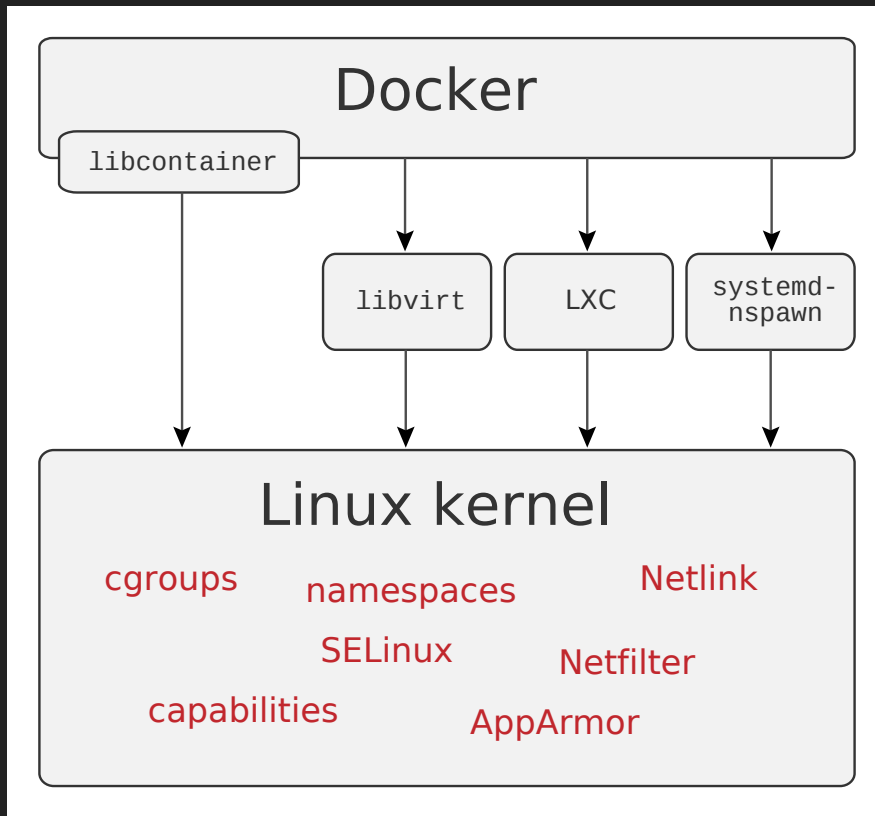 Docker
libcontainer
libvirt
LXC
systemd-
nspawn
Linux kernel
cgroups
namespaces
Netlink
SELinux
Netfilter
capabilities
AppArmor